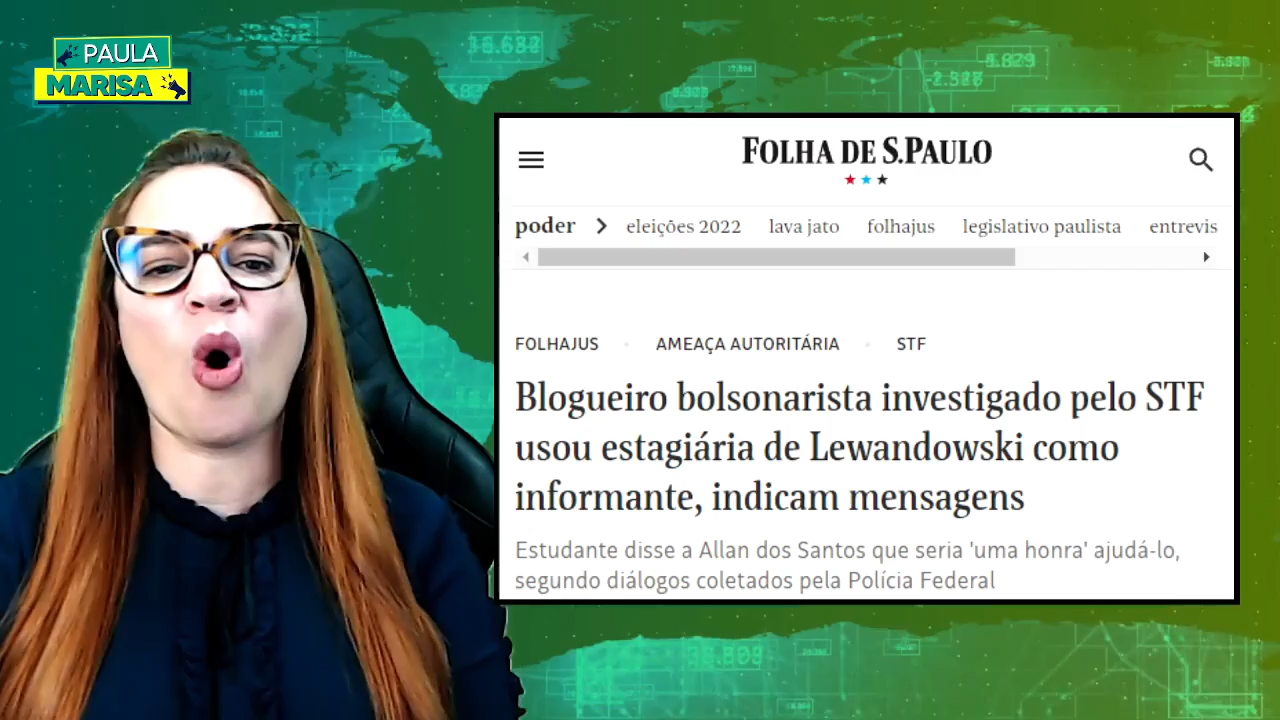 PAULA
MARISA
FOLHA DE S.PAULO
poder
eleições 2022 lava jato folhajus legislativo paulista entrevis
FOLHAJUS AMEAÇA AUTORITÁRIA STF
Blogueiro bolsonarista investigado pelo STF
usou estagiária de Lewandowski como
informante, indicam mensagens
Estudante disse a Allan dos Santos que seria 'uma honra' ajudá-lo,
segundo diálogos coletados pela Polícia Federal